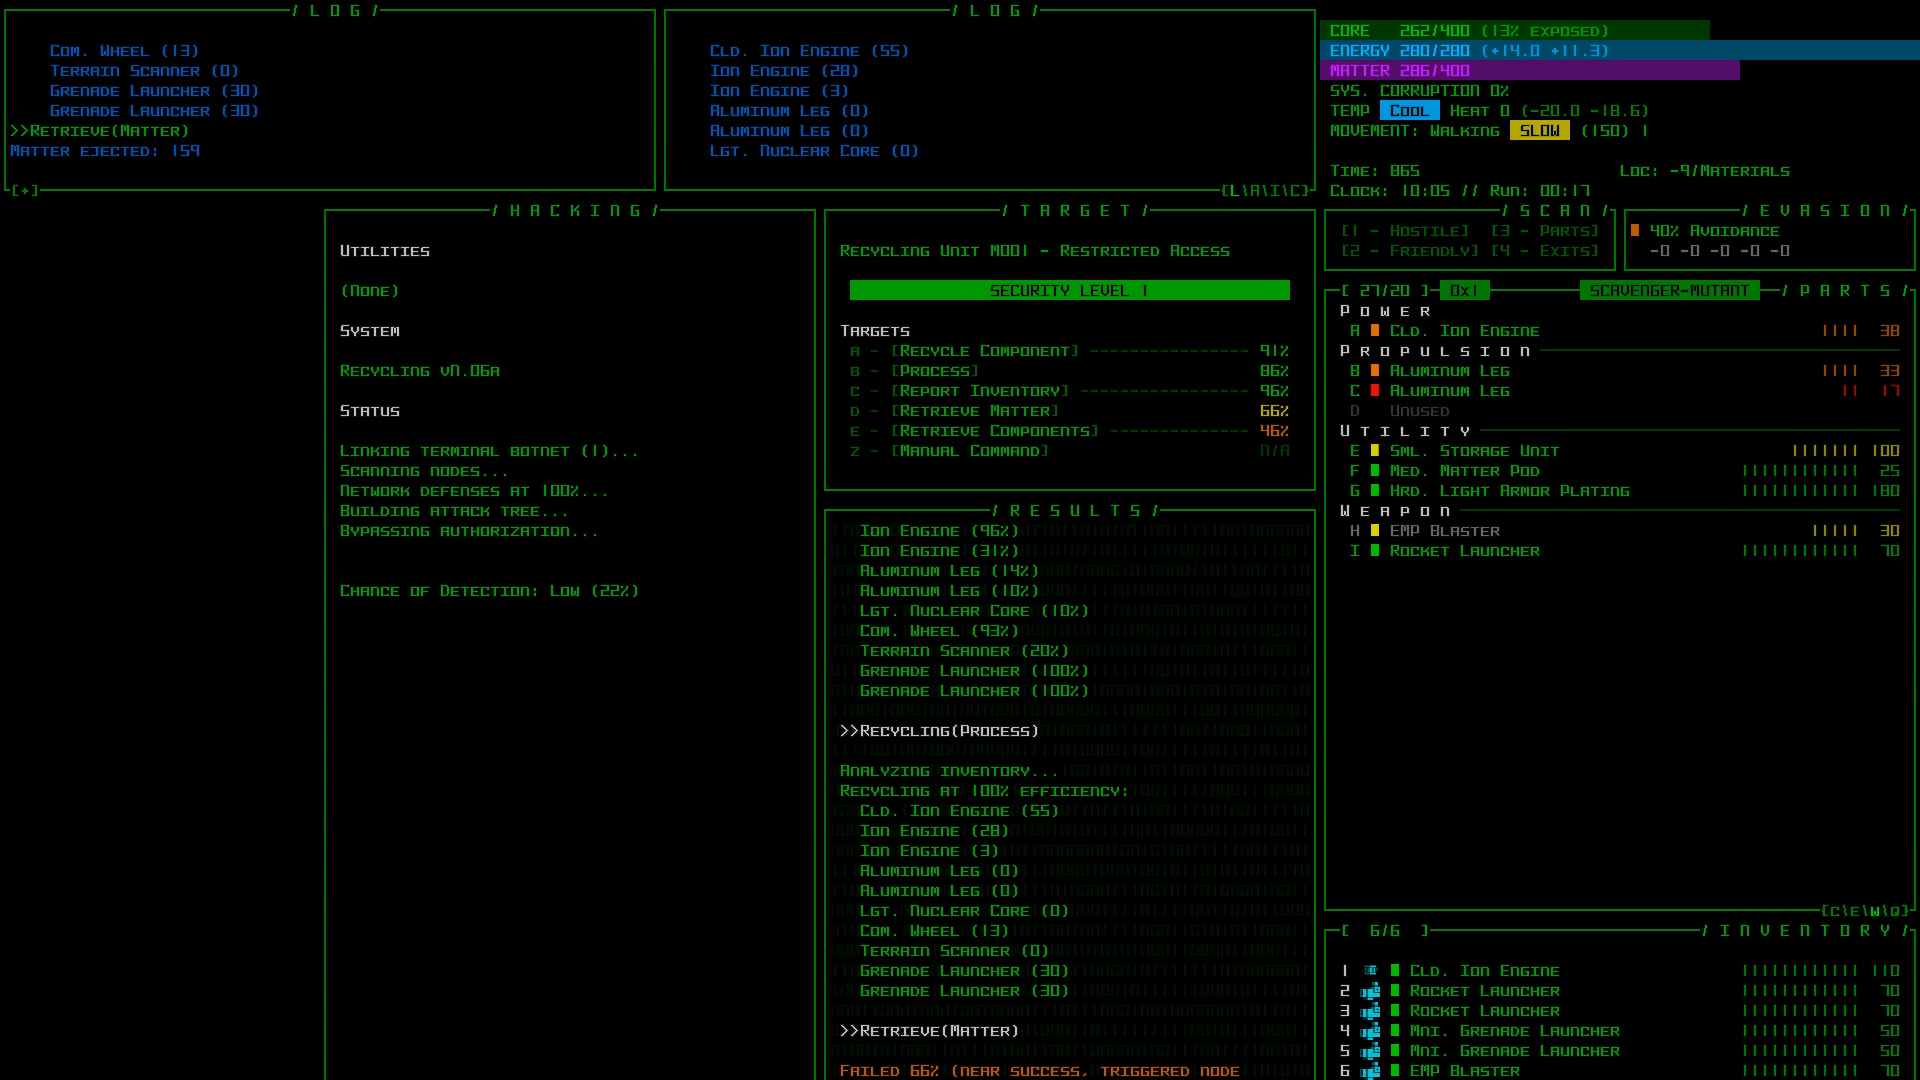 / L O G /
Com. Wheel (13)
Terrain Scanner (0)
Grenade Launcher (30)
Grenade Launcher (30)
>>Retrieve(Matter)
Matter ejected: 159
[+]
/ L O G /
Cld. Ion Engine (55)
Ion Engine (28)
Ion Engine (3)
Aluminum Leg (0)
Aluminum Leg (0)
Lgt. Nuclear Core (0)
[L\A\I\C]
CORE 262/400 (13% exposed)
ENERGY 280/280 (+14.0 +11.3)
MATTER 286/400
SYS. CORRUPTION 0%
TEMP Cool Heat 0 (-20.0 -18.6)
MOVEMENT: Walking SLOW (150) 1
Time: 865 Loc: -9/Materials
Clock: 10:05 // Run: 00:17
/ H A C K I N G /
Utilities
(None)
System
Recycling v0.06a
Status
Linking terminal botnet (1)...
Scanning nodes...
Network defenses at 100%...
Building attack tree...
Bypassing authorization...
Chance of Detection: Low (22%)
/ T A R G E T /
Recycling Unit M001 - Restricted Access
SECURITY LEVEL 1
Targets
A - [Recycle Component] 91%
B - [Process] 86%
C - [Report Inventory] 96%
D - [Retrieve Matter] 66%
E - [Retrieve Components] 46%
Z - [Manual Command] N/A
/ R E S U L T S /
Ion Engine (96%)
Ion Engine (31%)
Aluminum Leg (14%)
Aluminum Leg (10%)
Lgt. Nuclear Core (10%)
Com. Wheel (93%)
Terrain Scanner (20%)
Grenade Launcher (100%)
Grenade Launcher (100%)
>>Recycling(Process)
Analyzing inventory...
Recycling at 100% efficiency:
Cld. Ion Engine (55)
Ion Engine (28)
Ion Engine (3)
Aluminum Leg (0)
Aluminum Leg (0)
Lgt. Nuclear Core (0)
Com. Wheel (13)
Terrain Scanner (0)
Grenade Launcher (30)
Grenade Launcher (30)
>>Retrieve(Matter)
Failed 66% (near success, triggered node
/ S C A N /
[1 - Hostile] [3 - Parts]
[2 - Friendly] [4 - Exits]
/ E V A S I O N /
40% Avoidance
-0 -0 -0 -0 -0
[ 27/20 ] 0x1 SCAVENGER-MUTANT / P A R T S /
P o w e r
A Cld. Ion Engine 38
P r o p u l s i o n
B Aluminum Leg 33
C Aluminum Leg 17
D Unused
U t i l i t y
E Sml. Storage Unit 100
F Med. Matter Pod 25
G Hrd. Light Armor Plating 180
W e a p o n
H EMP Blaster 30
I Rocket Launcher 70
[C\E\W\Q]
[ 6/6 ] / I N V E N T O R Y /
1 Cld. Ion Engine 110
2 Rocket Launcher 70
3 Rocket Launcher 70
4 Mni. Grenade Launcher 50
5 Mni. Grenade Launcher 50
6 EMP Blaster 70